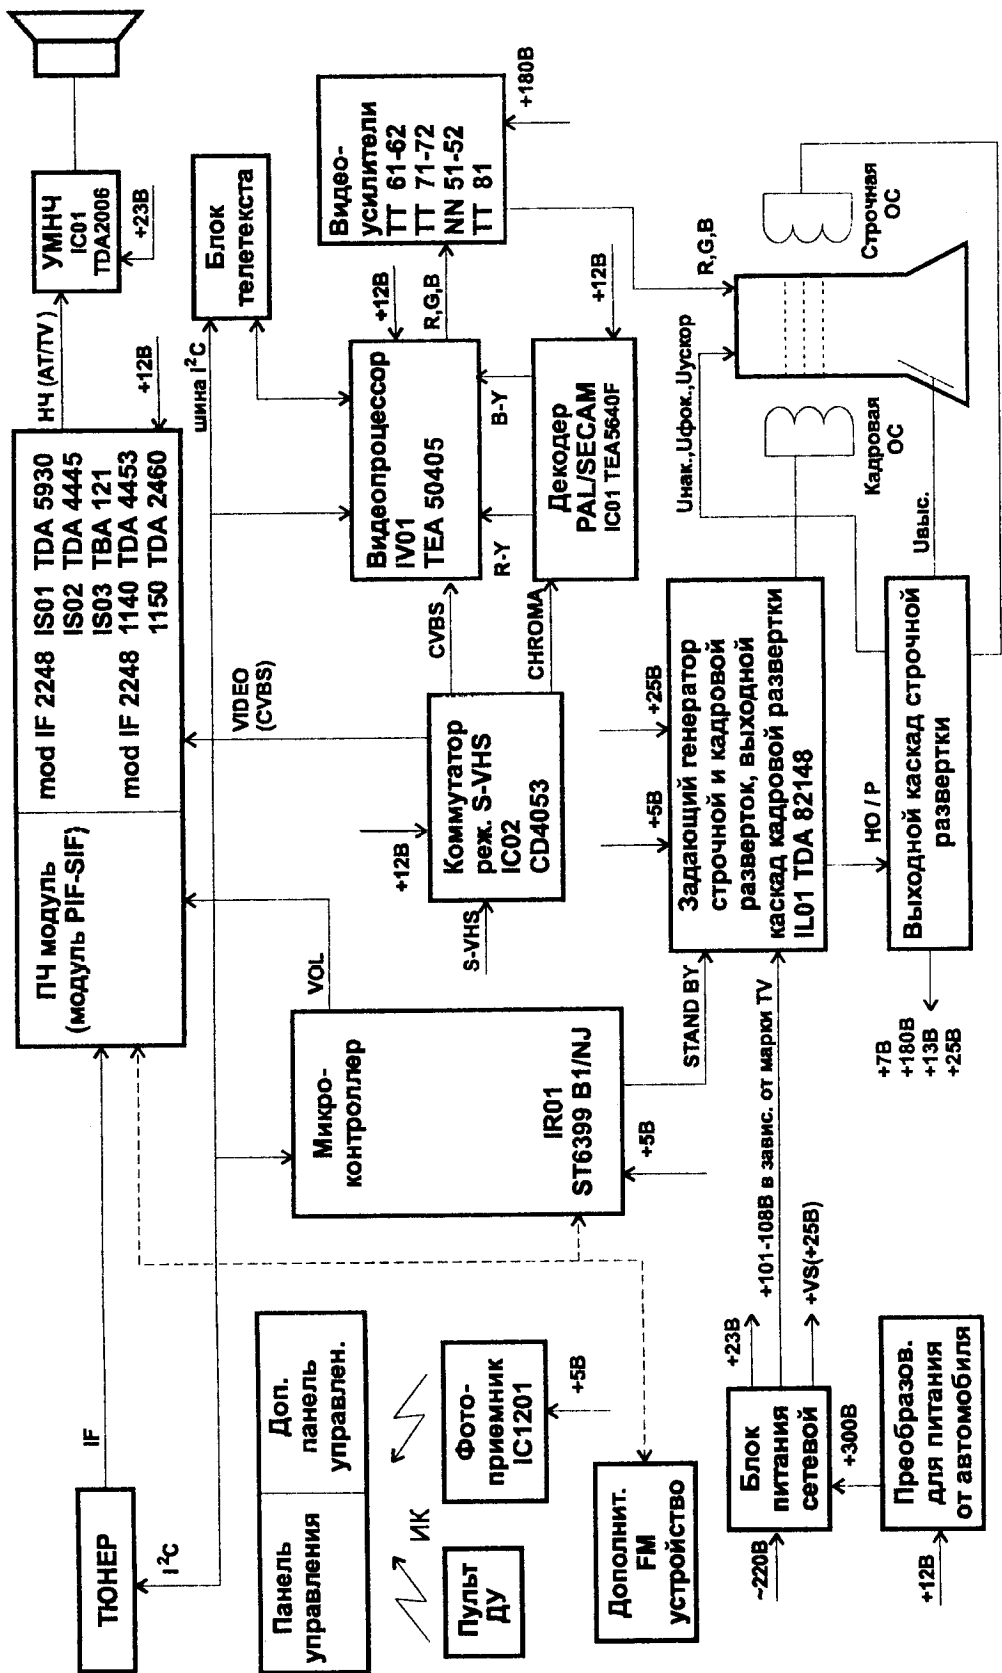 ТЮНЕР
IF
I²C
ПЧ модуль
(модуль PIF-SIF)
mod IF 2248 IS01 TDA 5930
IS02 TDA 4445
IS03 TBA 121
mod IF 2248 1140 TDA 4453
1150 TDA 2460
НЧ (AT/TV)
+12В
УМНЧ
IC01
TDA2006
+23В
Панель
управления
Доп.
панель
управлен.
VOL
VIDEO
(CVBS)
шина I²C
Блок
телетекста
Пульт
ДУ
ИК
Фото-
приемник
IC1201
+5В
Микро-
контроллер
IR01
ST6399 B1/NJ
+5В
STAND BY
+12В
S-VHS
Коммутатор
реж. S-VHS
IC02
CD4053
CVBS
CHROMA
Видеопроцессор
IV01
TEA 50405
+12В
R-Y
B-Y
R,G,B
Декодер
PAL/SECAM
IC01 TEA5640F
+12В
Видео-
усилители
TT 61-62
TT 71-72
NN 51-52
TT 81
+180В
Дополнит.
FM
устройство
~220В
Блок
питания
сетевой
+23В
+101-108В в завис. от марки TV
+VS(+25В)
+300В
+12В
Преобразов.
для питания
от автомобиля
+5В
+25В
Задающий генератор
строчной и кадровой
разверток, выходной
каскад кадровой развертки
IL01 TDA 82148
HO / P
+7В
+180В
+13В
+25В
Выходной каскад строчной
развертки
Uнак.,Uфок.,Uускор
R,G,B
Кадровая
ОС
Строчная
ОС
Uвыс.